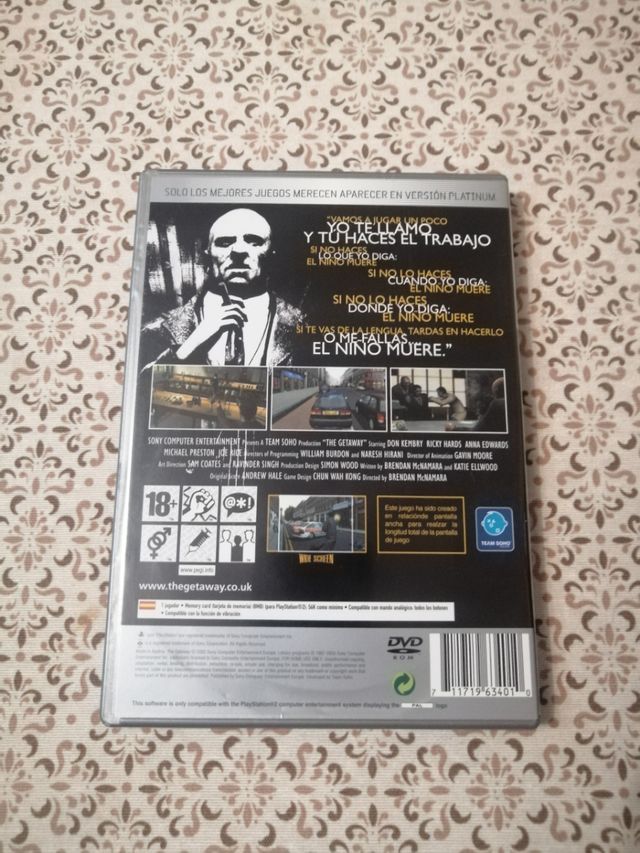 SOLO LOS MEJORES JUEGOS MERECEN APARECER EN VERSIÓN PLATINUM
"VAMOS A JUGAR UN POCO
YO TE LLAMO
Y TÚ HACES EL TRABAJO
SI NO HACES
LO QUE YO DIGA:
EL NIÑO MUERE
SI NO LO HACES
CUANDO YO DIGA:
EL NIÑO MUERE
SI NO LO HACES
DONDE YO DIGA:
EL NIÑO MUERE
SI TE VAS DE LA LENGUA, TARDAS EN HACERLO
O ME FALLAS...
EL NIÑO MUERE."
SONY COMPUTER ENTERTAINMENT Presents A TEAM SOHO Production "THE GETAWAY" Starring DON KEMBRY RICKY HARDS ANNA EDWARDS
MICHAEL PRESTON JOE RICE Directors of Programming WILLIAM BURDON and NARESH HIRANI Director of Animation GAVIN MOORE
Art Direction SAM COATES and RAVINDER SINGH Production Design SIMON WOOD Written by BRENDAN McNAMARA and KATIE ELLWOOD
Original Score ANDREW HALE Game Design CHUN WAH KONG Directed by BRENDAN McNAMARA
18+
@*!
www.pegi.info
WIDE SCREEN
Este juego ha sido creado
en relaciónde pantalla
ancha para realzar la
longitud total de la pantalla
de juego
TEAM SOHO
www.thegetaway.co.uk
1 jugador • Memory card (tarjeta de memoria) (8MB) (para PlayStation®2): 56K como mínimo • Compatible con mando analógico: todos los botones
• Compatible con la función de vibración
DVD
ROM
7 11719 63401 0
This software is only compatible with the PlayStation®2 computer entertainment system displaying the PAL logo